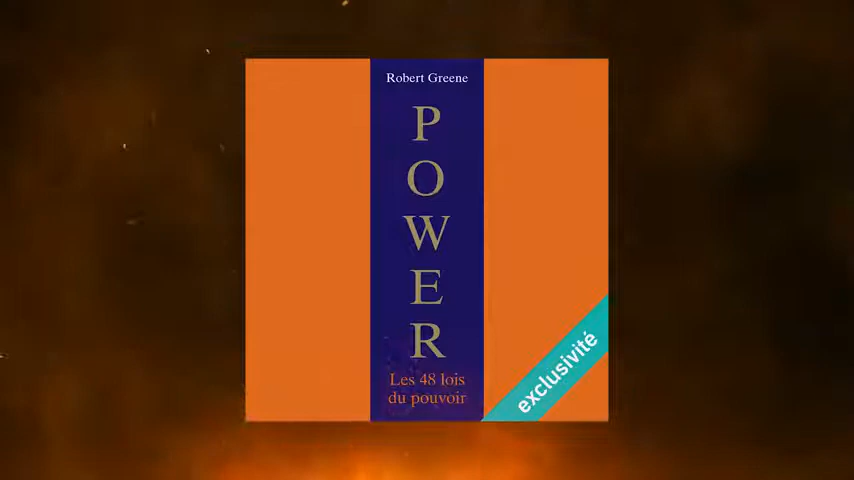 Robert Greene
P
O
W
E
R
Les 48 lois
du pouvoir
exclusivité